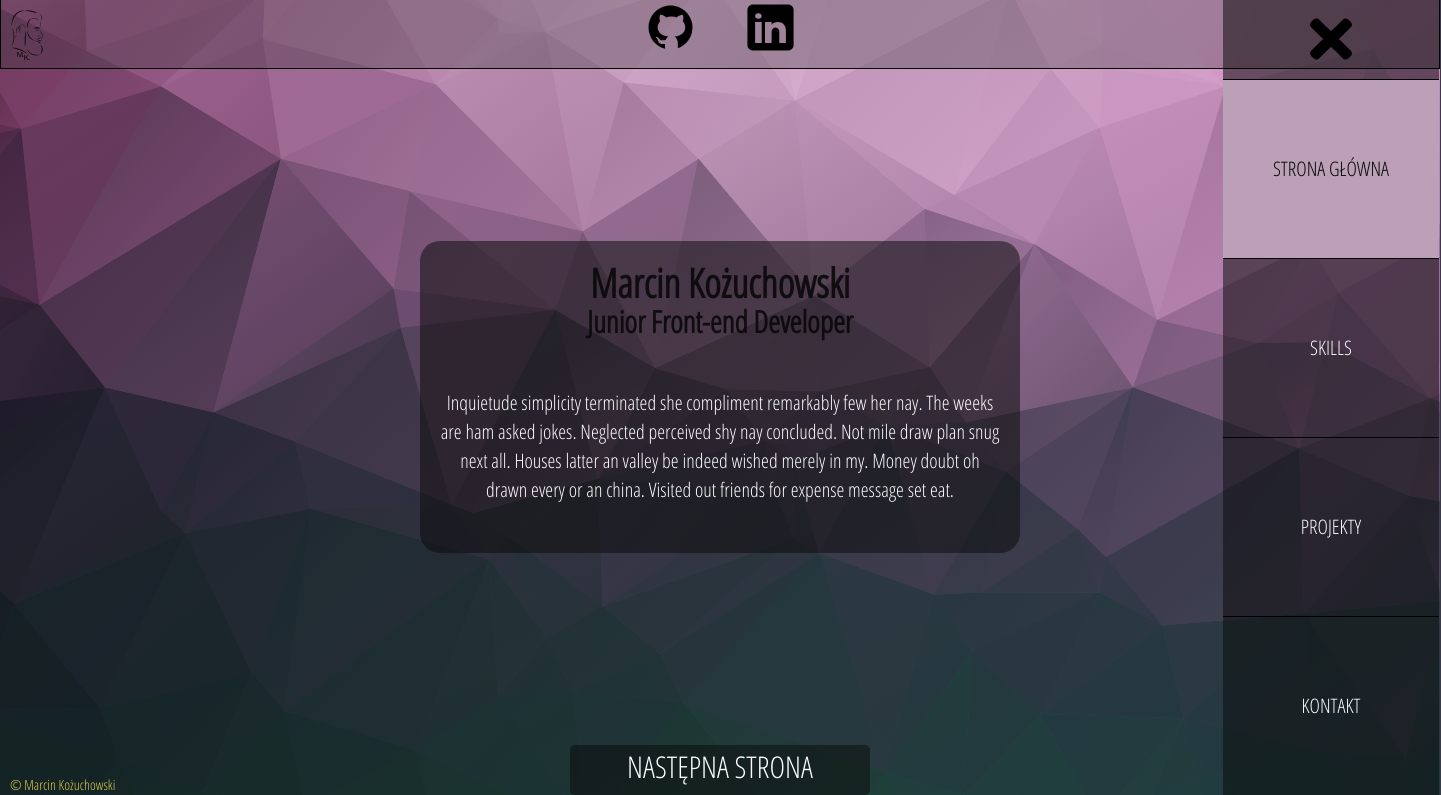 MK
in
STRONA GŁÓWNA
SKILLS
PROJEKTY
KONTAKT
Marcin Kożuchowski
Junior Front-end Developer
Inquietude simplicity terminated she compliment remarkably few her nay. The weeks
are ham asked jokes. Neglected perceived shy nay concluded. Not mile draw plan snug
next all. Houses latter an valley be indeed wished merely in my. Money doubt oh
drawn every or an china. Visited out friends for expense message set eat.
NASTĘPNA STRONA
© Marcin Kożuchowski